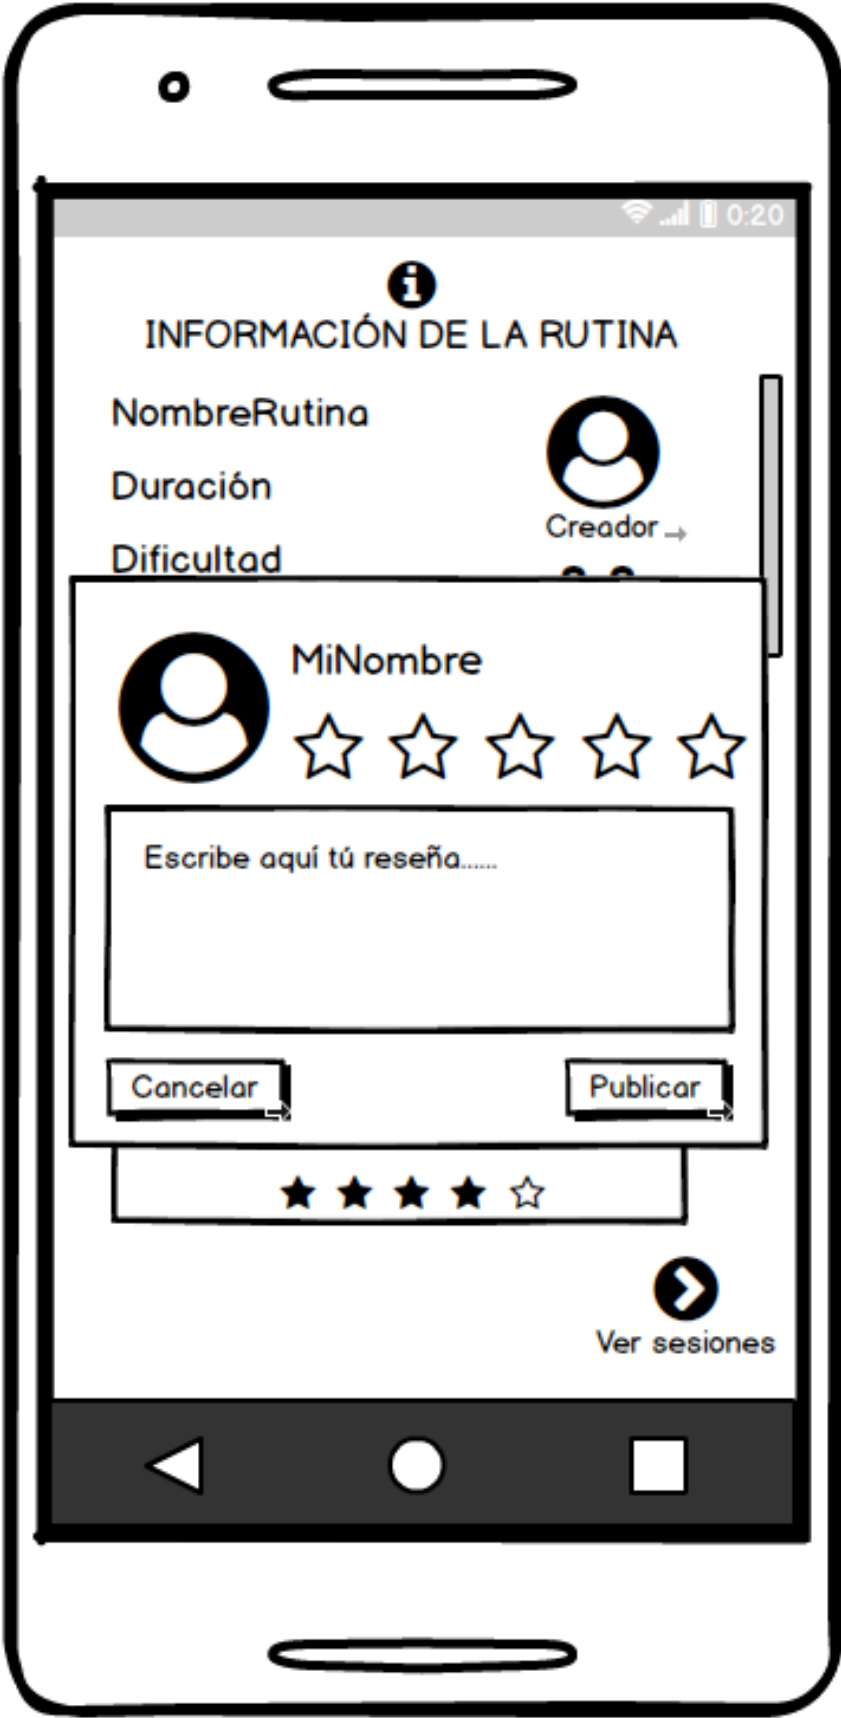 0:20
INFORMACIÓN DE LA RUTINA
NombreRutina
Duración
Creador
Dificultad
MiNombre
Escribe aquí tú reseña......
Cancelar
Publicar
Ver sesiones